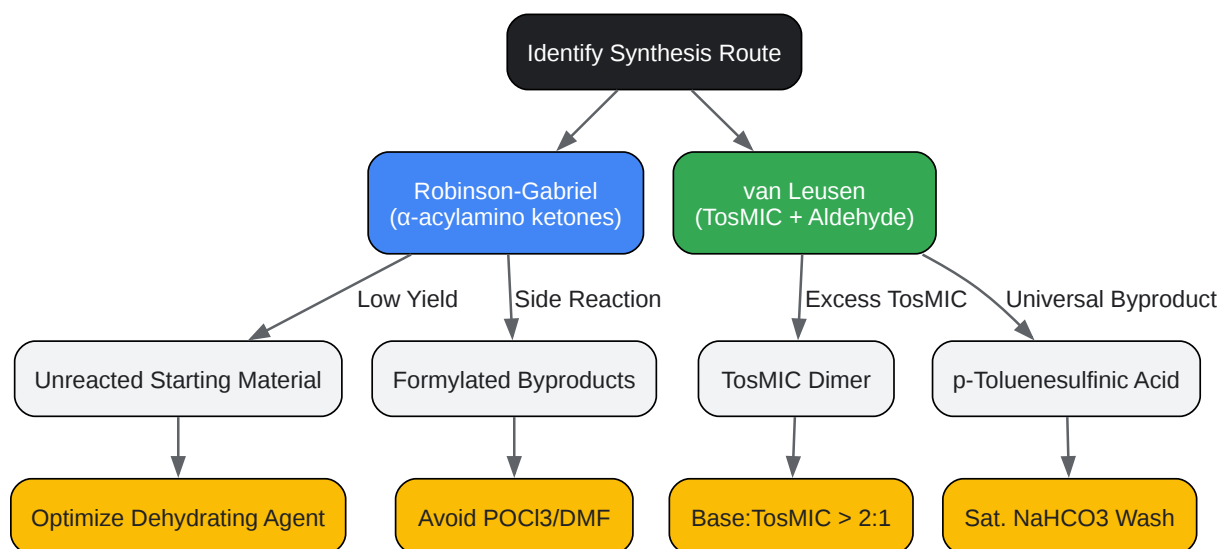 Identify Synthesis Route
Robinson-Gabriel
(α-acylamino ketones)
van Leusen
(TosMIC + Aldehyde)
Low Yield
Side Reaction
Excess TosMIC
Universal Byproduct
Unreacted Starting Material
Formylated Byproducts
TosMIC Dimer
p-Toluenesulfinic Acid
Optimize Dehydrating Agent
Avoid POCl3/DMF
Base:TosMIC > 2:1
Sat. NaHCO3 Wash